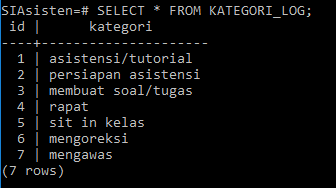 SIAsisten=# SELECT * FROM KATEGORI_LOG;
 id |      kategori
----+---------------------
  1 | asistensi/tutorial
  2 | persiapan asistensi
  3 | membuat soal/tugas
  4 | rapat
  5 | sit in kelas
  6 | mengoreksi
  7 | mengawas
(7 rows)